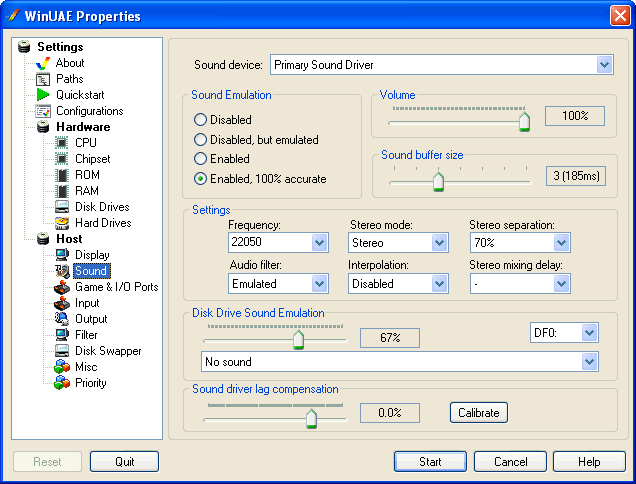 WinUAE Properties
Settings
About
Paths
Quickstart
Configurations
Hardware
CPU
Chipset
ROM
RAM
Disk Drives
Hard Drives
Host
Display
Sound
Game & I/O Ports
Input
Output
Filter
Disk Swapper
Misc
Priority
Sound device: Primary Sound Driver
Sound Emulation
Disabled
Disabled, but emulated
Enabled
Enabled, 100% accurate
Volume
100%
Sound buffer size
3 (185ms)
Settings
Frequency: Stereo mode: Stereo separation:
22050 Stereo 70%
Audio filter: Interpolation: Stereo mixing delay:
Emulated Disabled -
Disk Drive Sound Emulation
67% DF0:
No sound
Sound driver lag compensation
0.0% Calibrate
Reset Quit Start Cancel Help